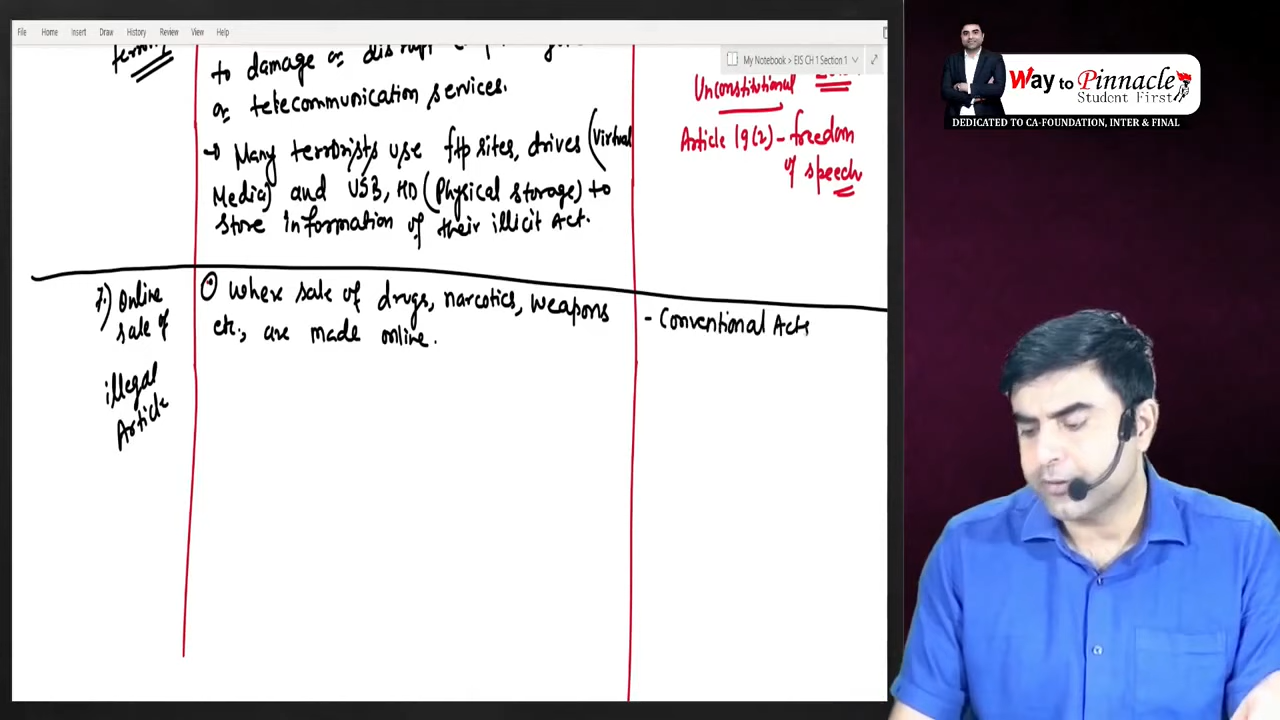 File Home Insert Draw History Review View Help
My Notebook > EIS CH 1 Section 1
to damage or disrupt
or telecommunication services.
→ Many terrorists use ftp sites, drives (Virtual
Media) and USB, HD (Physical storage) to
store information of their illicit Act.
Unconstitutional
Article 19(2) - freedom
of speech
7.) Online
sale of
illegal
Article
Where sale of drugs, narcotics, weapons
etc., are made online.
- Conventional Acts
Way to Pinnacle
Student First
DEDICATED TO CA-FOUNDATION, INTER & FINAL